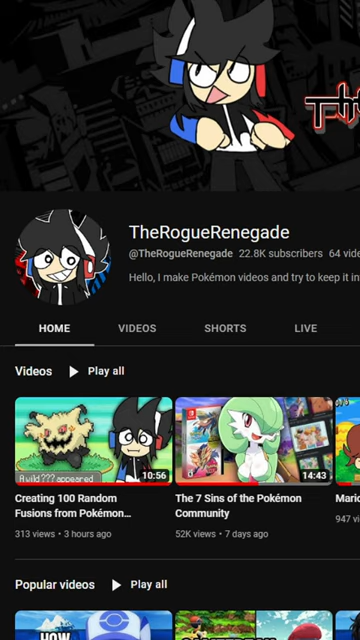 TheRogueRenegade
@TheRogueRenegade 22.8K subscribers 64 vide
Hello, I make Pokémon videos and try to keep it in
HOME VIDEOS SHORTS LIVE
Videos Play all
A wild ??? appeared
10:56
14:43
Creating 100 Random
Fusions from Pokémon...
313 views • 3 hours ago
The 7 Sins of the Pokémon
Community
52K views • 7 days ago
Mario
947 vi
Popular videos Play all
HOW